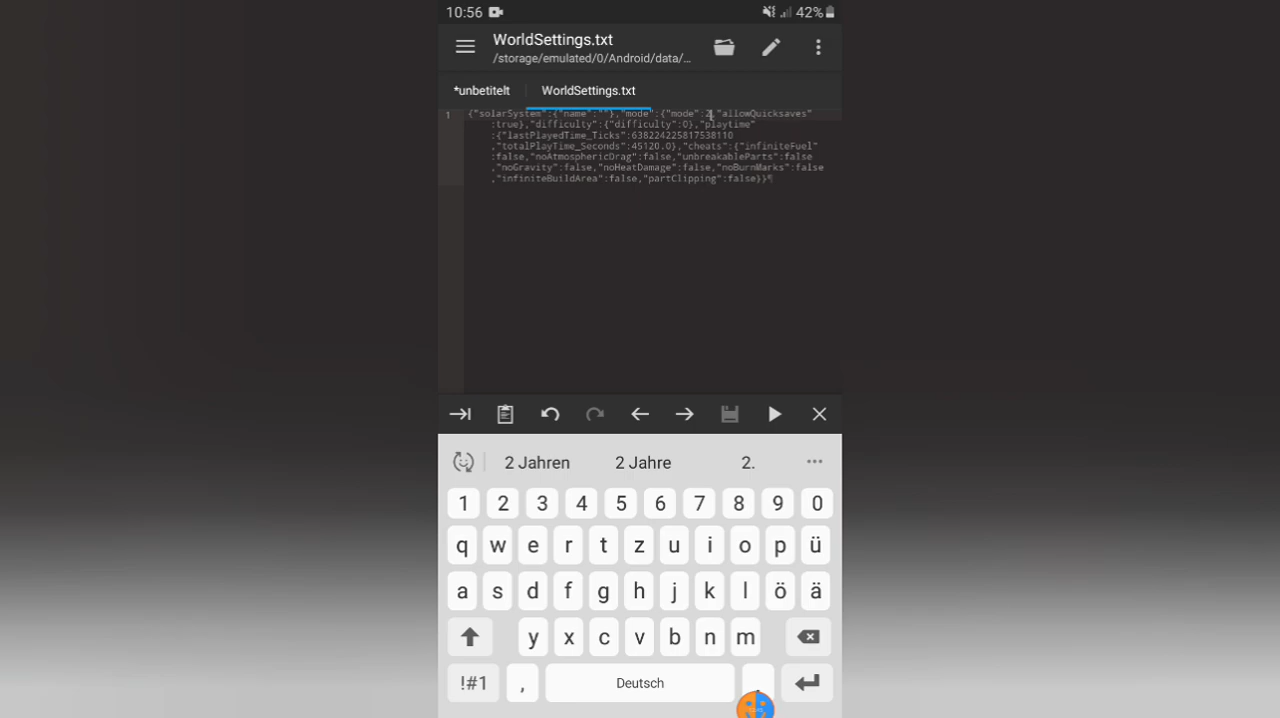 10:56
42%
WorldSettings.txt
/storage/emulated/0/Android/data/...
*unbetitelt
WorldSettings.txt
1
{"solarSystem":{"name":""},"mode":{"mode":2,"allowQuicksaves"
:true},"difficulty":{"difficulty":0},"playtime"
:{"lastPlayedTime_Ticks":638224225817538110
,"totalPlayTime_Seconds":45120.0},"cheats":{"infiniteFuel"
:false,"noAtmosphericDrag":false,"unbreakableParts":false
,"noGravity":false,"noHeatDamage":false,"noBurnMarks":false
,"infiniteBuildArea":false,"partClipping":false}}¶
2 Jahren
2 Jahre
2.
1 2 3 4 5 6 7 8 9 0
q w e r t z u i o p ü
a s d f g h j k l ö ä
y x c v b n m
!#1 , Deutsch